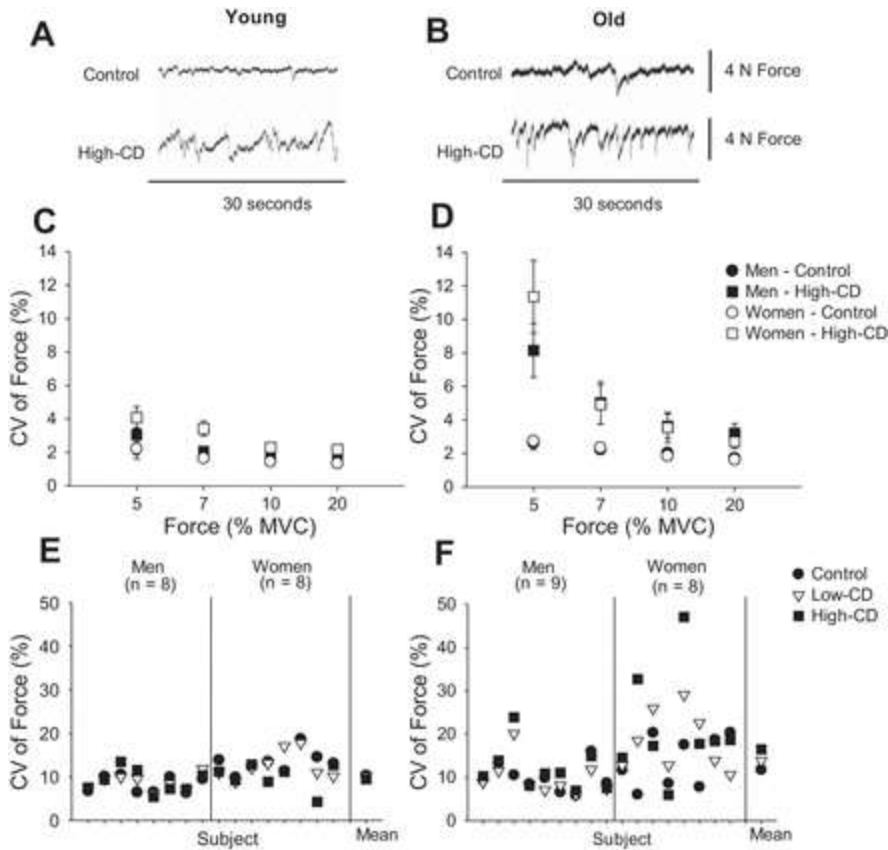 A
Young
Control
High-CD
30 seconds
B
Old
Control
4 N Force
High-CD
4 N Force
30 seconds
C
CV of Force (%)
14
12
10
8
6
4
2
0
5 7 10 20
Force (% MVC)
D
CV of Force (%)
14
12
10
8
6
4
2
0
5 7 10 20
Force (% MVC)
Men - Control
Men - High-CD
Women - Control
Women - High-CD
E
Men
(n = 8)
Women
(n = 8)
CV of Force (%)
50
40
30
20
10
0
Subject
Mean
F
Men
(n = 9)
Women
(n = 8)
CV of Force (%)
50
40
30
20
10
0
Subject
Mean
Control
Low-CD
High-CD